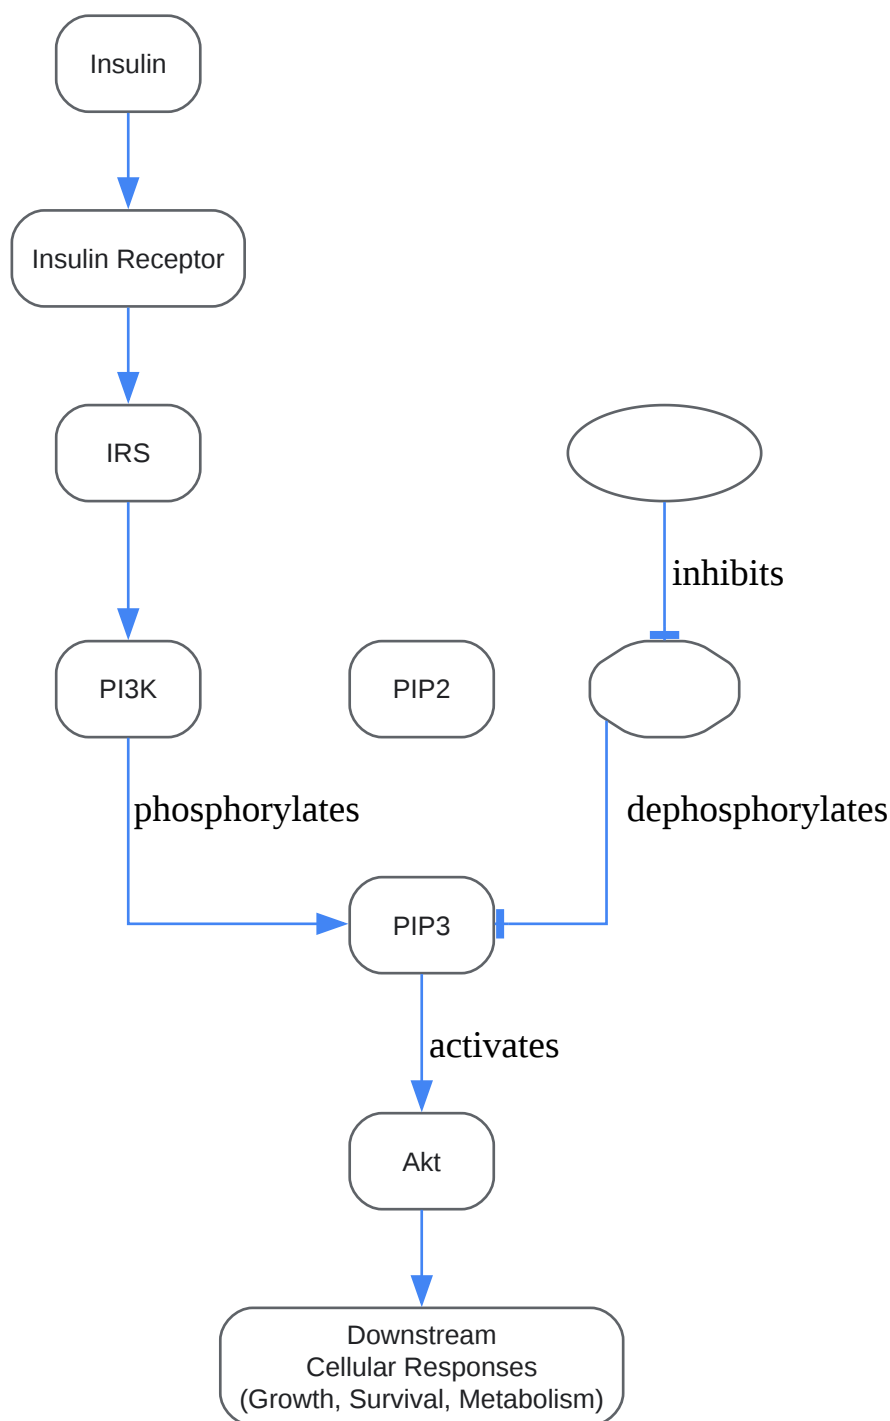 Insulin
Insulin Receptor
IRS
inhibits
PI3K
PIP2
phosphorylates
dephosphorylates
PIP3
activates
Akt
Downstream
Cellular Responses
(Growth, Survival, Metabolism)